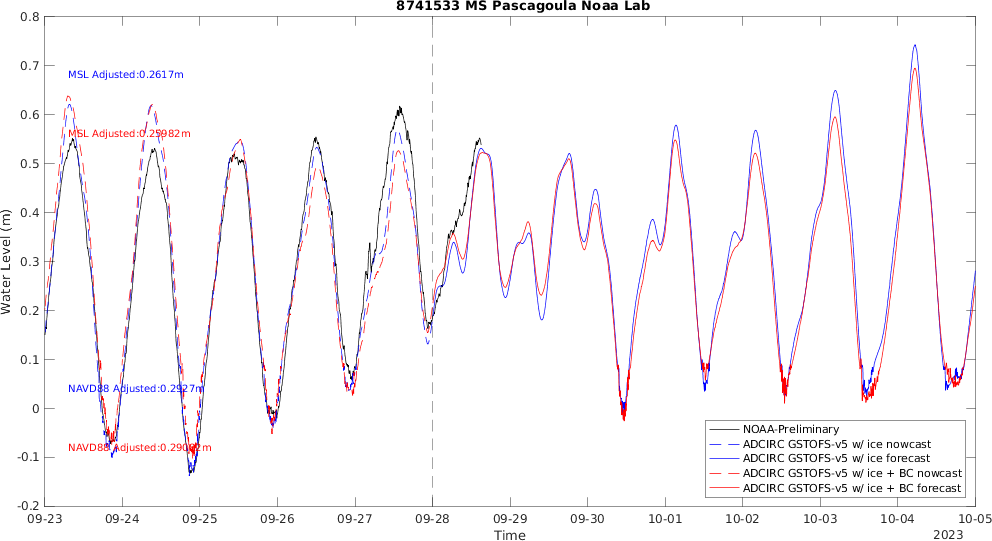 8741533 MS Pascagoula Noaa Lab
0.8
0.7
0.6
0.5
0.4
0.3
0.2
0.1
0
-0.1
-0.2
Water Level (m)
MSL Adjusted:0.2617m
MSL Adjusted:0.25982m
NAVD88 Adjusted:0.2927m
NAVD88 Adjusted:
NOAA-Preliminary
ADCIRC GSTOFS-v5 w/ ice nowcast
ADCIRC GSTOFS-v5 w/ ice forecast
ADCIRC GSTOFS-v5 w/ ice + BC nowcast
ADCIRC GSTOFS-v5 w/ ice + BC forecast
09-23 09-24 09-25 09-26 09-27 09-28 09-29 09-30 10-01 10-02 10-03 10-04 10-05
Time
2023